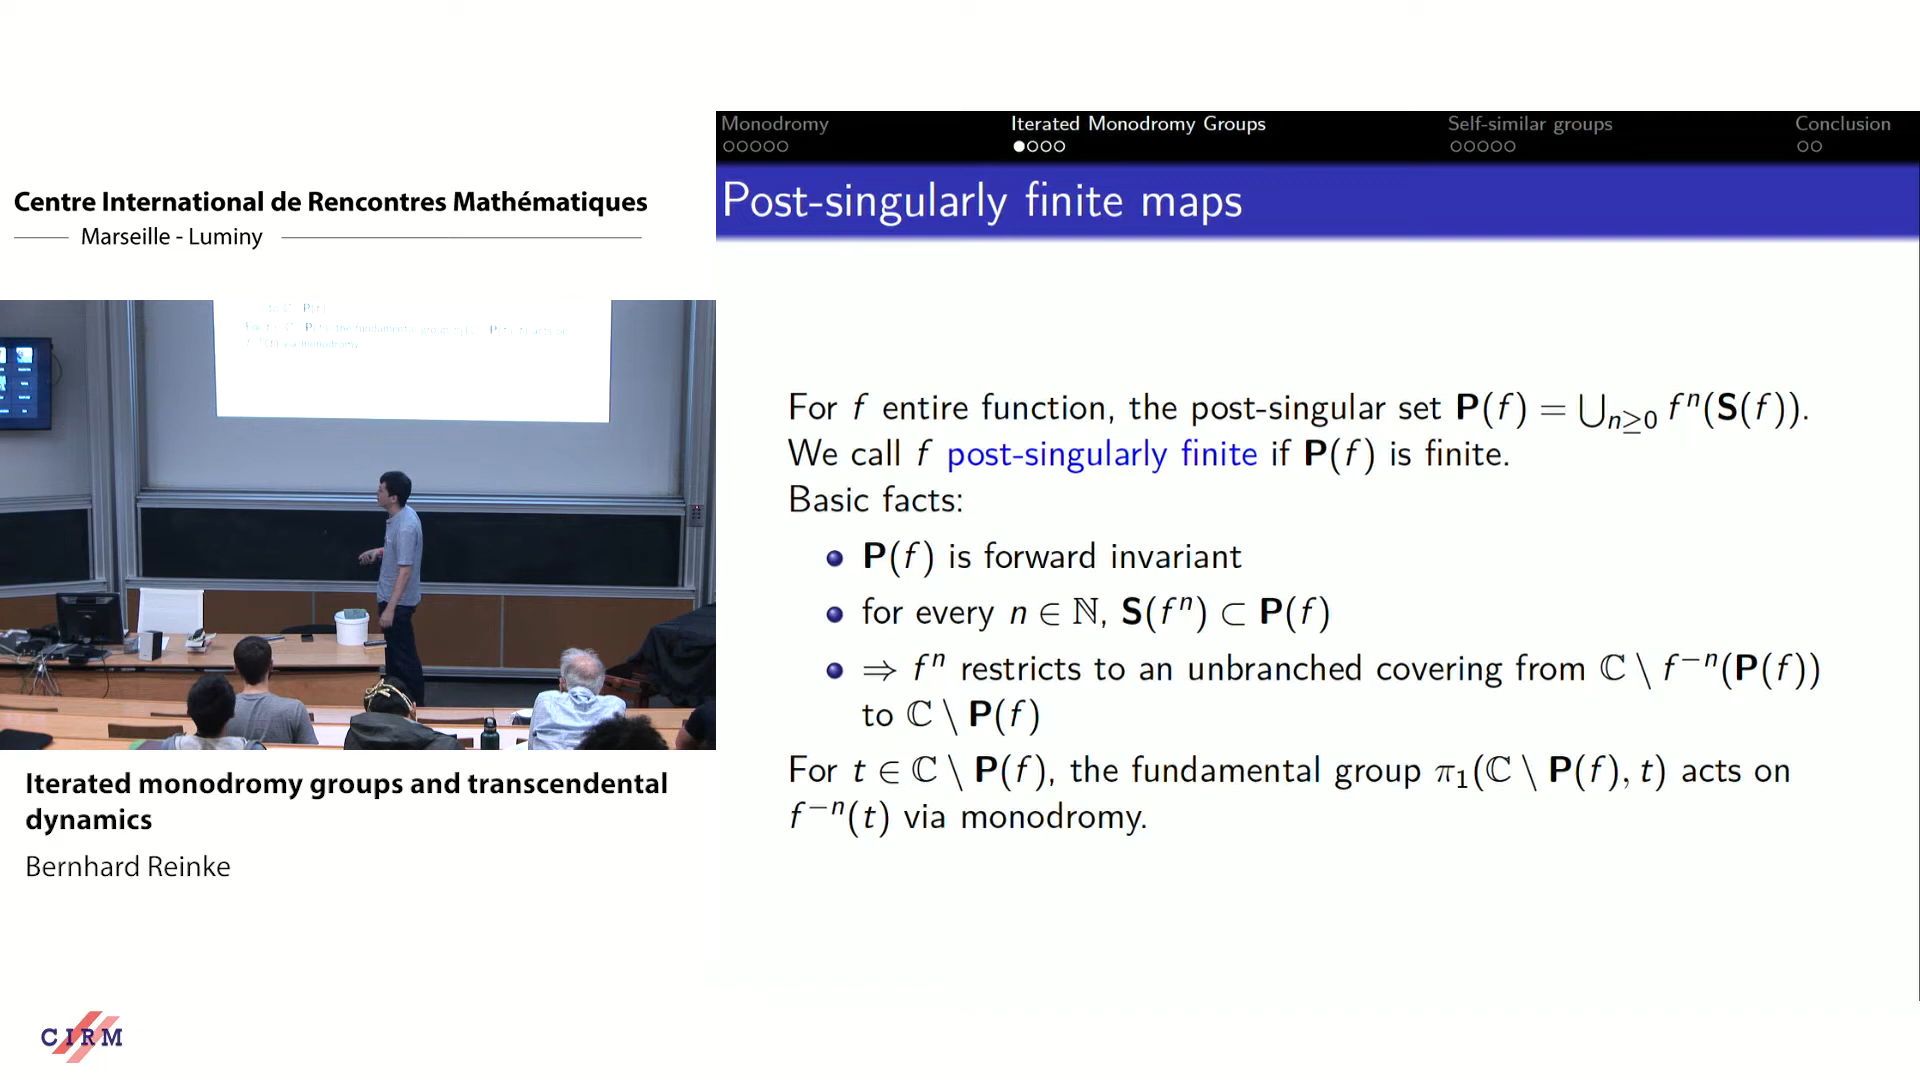 Centre International de Rencontres Mathématiques
Marseille - Luminy
Monodromy
Iterated Monodromy Groups
Self-similar groups
Conclusion
Post-singularly finite maps
For f entire function, the post-singular set P(f) = ⋃ₙ≥₀ fⁿ(S(f)).
We call f post-singularly finite if P(f) is finite.
Basic facts:
• P(f) is forward invariant
• for every n ∈ ℕ, S(fⁿ) ⊂ P(f)
• ⇒ fⁿ restricts to an unbranched covering from ℂ \ f⁻ⁿ(P(f))
to ℂ \ P(f)
For t ∈ ℂ \ P(f), the fundamental group π₁(ℂ \ P(f), t) acts on
f⁻ⁿ(t) via monodromy.
Iterated monodromy groups and transcendental
dynamics
Bernhard Reinke
CIRM